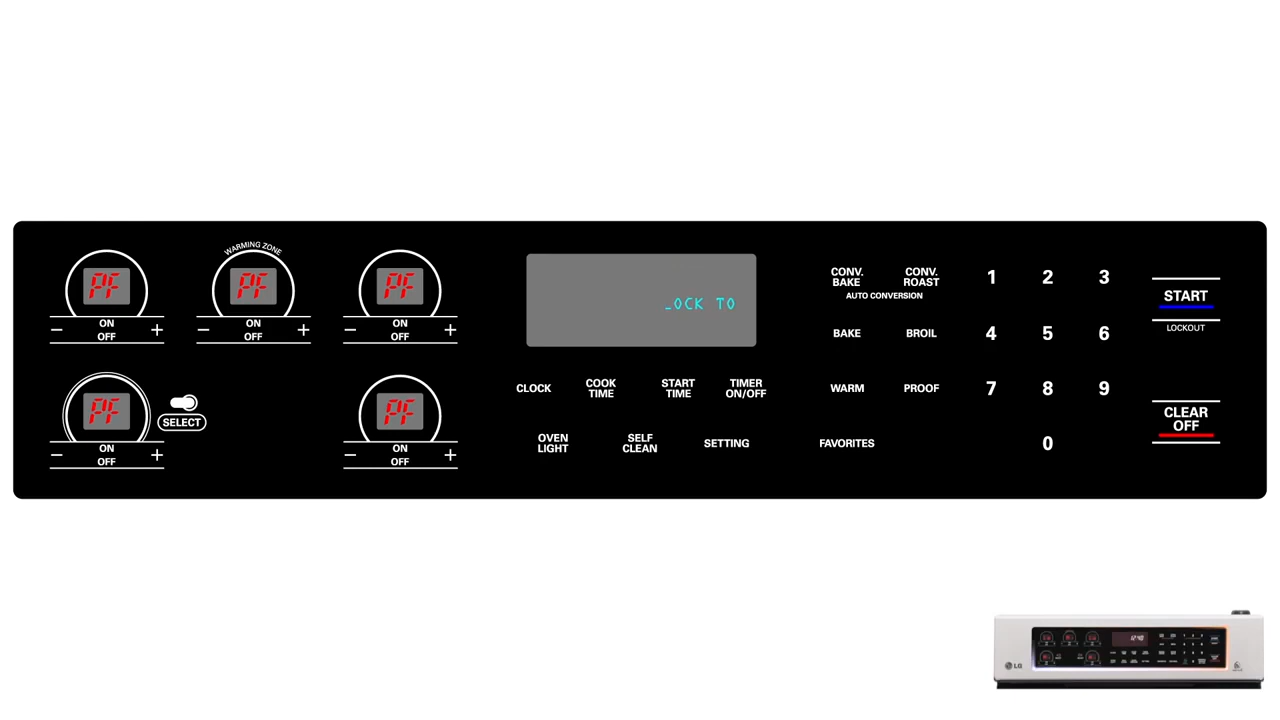 WARMING ZONE
PF
PF
PF
ON
OFF
ON
OFF
ON
OFF
PF
SELECT
PF
ON
OFF
ON
OFF
LOCK TO
CLOCK
COOK
TIME
START
TIME
TIMER
ON/OFF
OVEN
LIGHT
SELF
CLEAN
SETTING
CONV.
BAKE
CONV.
ROAST
AUTO CONVERSION
BAKE
BROIL
WARM
PROOF
FAVORITES
1 2 3
4 5 6
7 8 9
0
START
LOCKOUT
CLEAR
OFF
LG